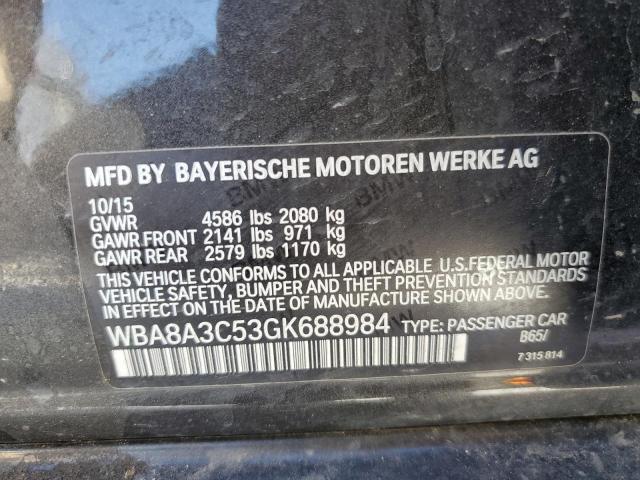 MFD BY BAYERISCHE MOTOREN WERKE AG
10/15
GVWR 4586 lbs 2080 kg
GAWR FRONT 2141 lbs 971 kg
GAWR REAR 2579 lbs 1170 kg
THIS VEHICLE CONFORMS TO ALL APPLICABLE U.S. FEDERAL MOTOR
VEHICLE SAFETY, BUMPER AND THEFT PREVENTION STANDARDS
IN EFFECT ON THE DATE OF MANUFACTURE SHOWN ABOVE.
WBA8A3C53GK688984 TYPE: PASSENGER CAR
B65/
7 315 814